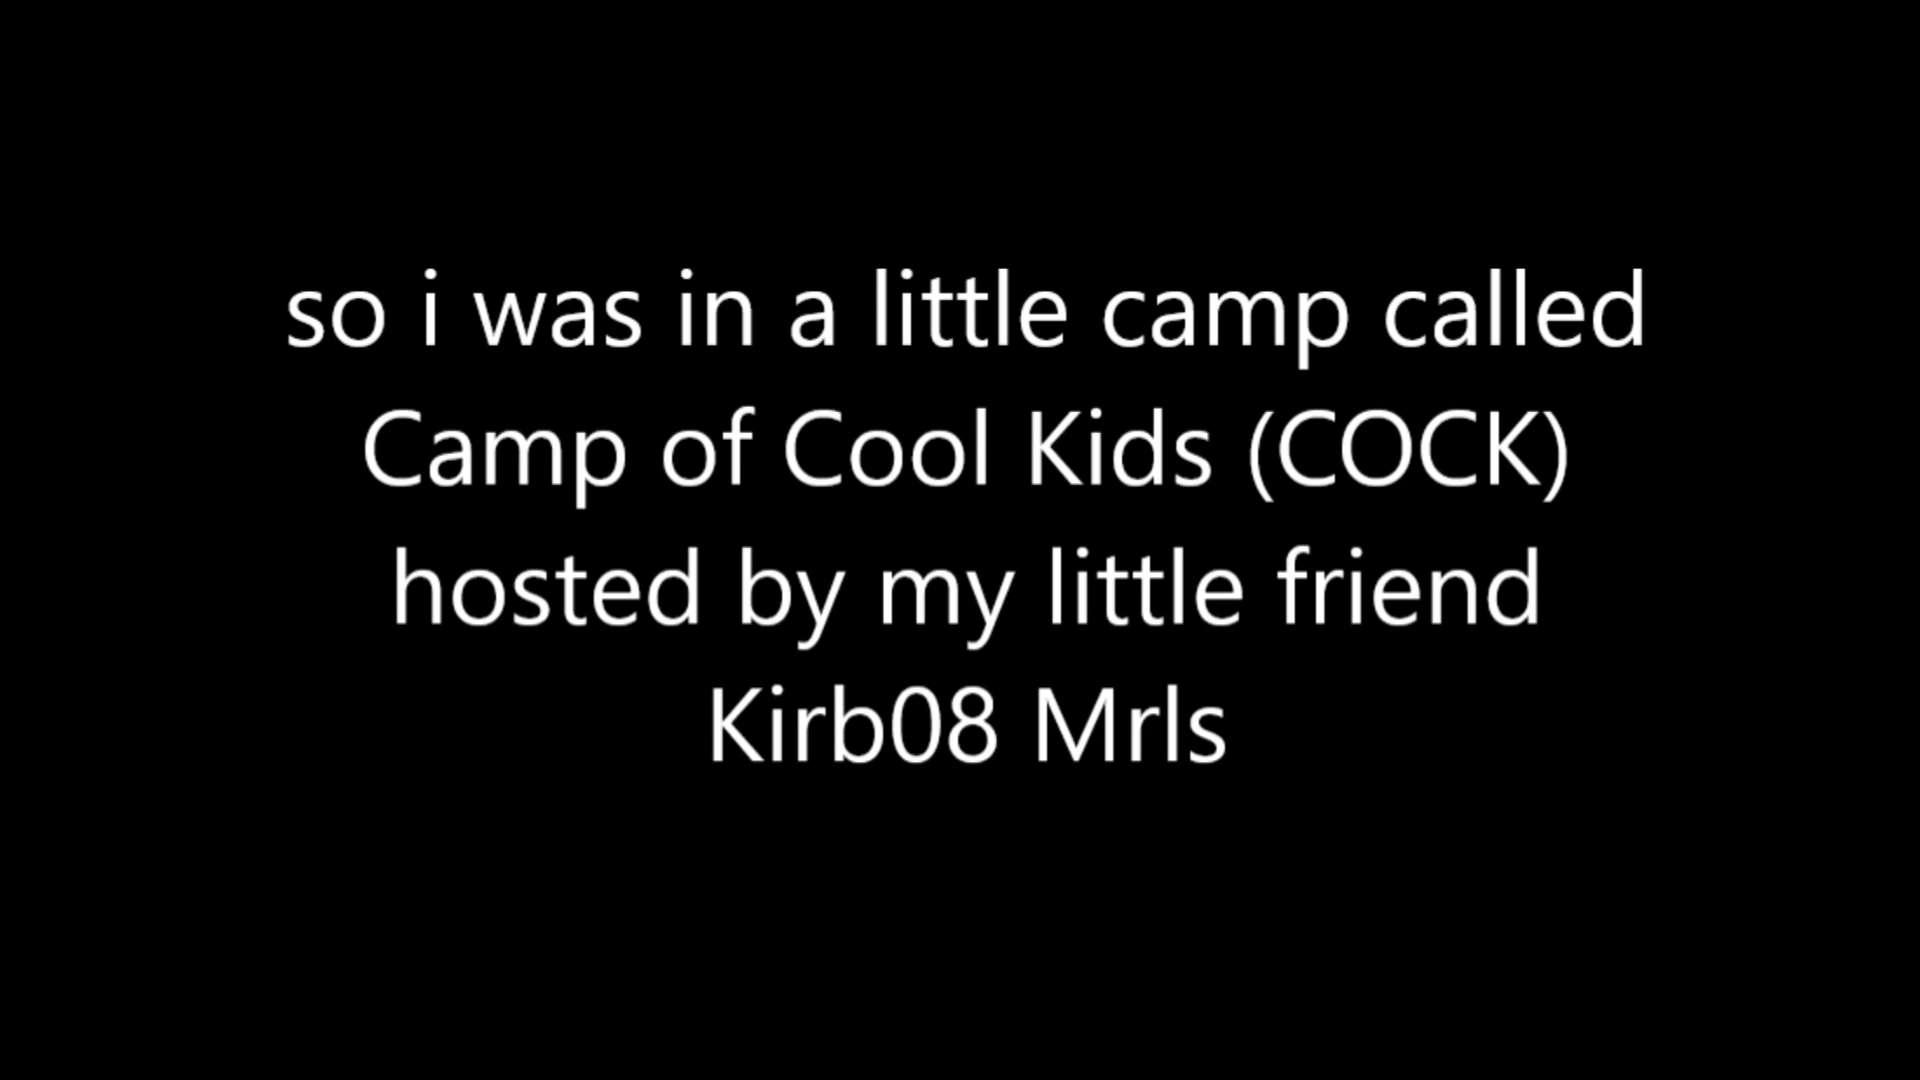 so i was in a little camp called
Camp of Cool Kids (COCK)
hosted by my little friend
Kirb08 Mrls